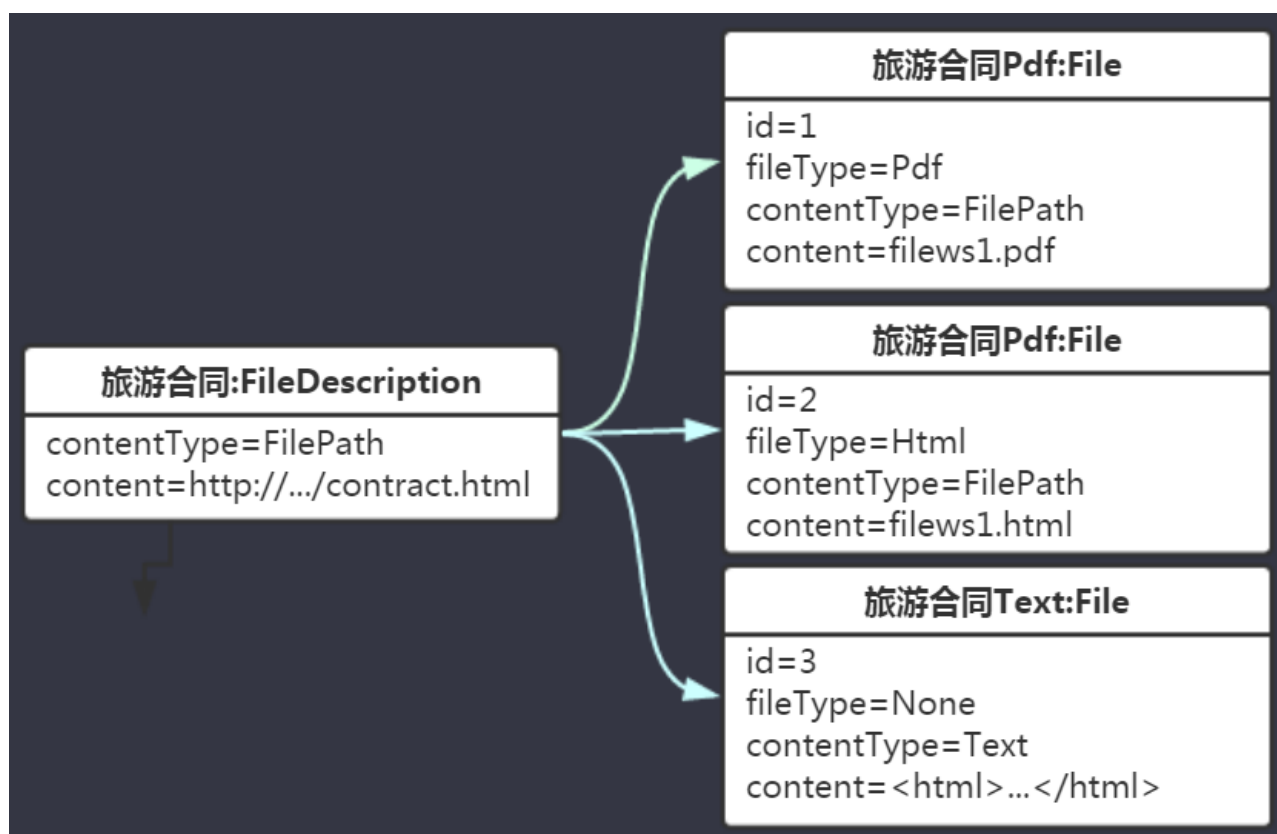 旅游合同:FileDescription
contentType=FilePath
content=http://.../contract.html
旅游合同Pdf:File
id=1
fileType=Pdf
contentType=FilePath
content=filews1.pdf
旅游合同Pdf:File
id=2
fileType=Html
contentType=FilePath
content=filews1.html
旅游合同Text:File
id=3
fileType=None
contentType=Text
content=<html>...</html>